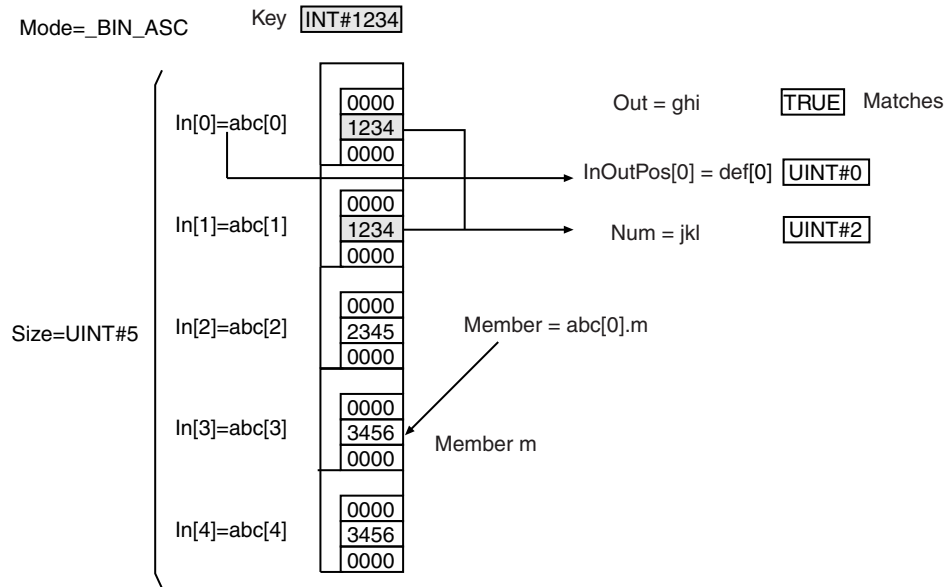 Mode=_BIN_ASC Key INT#1234
0000
In[0]=abc[0] 1234 Out = ghi TRUE Matches
0000
InOutPos[0] = def[0] UINT#0
0000
In[1]=abc[1] 1234 Num = jkl UINT#2
0000
0000
Size=UINT#5 In[2]=abc[2] 2345 Member = abc[0].m
0000
0000
In[3]=abc[3] 3456 Member m
0000
0000
In[4]=abc[4] 3456
0000